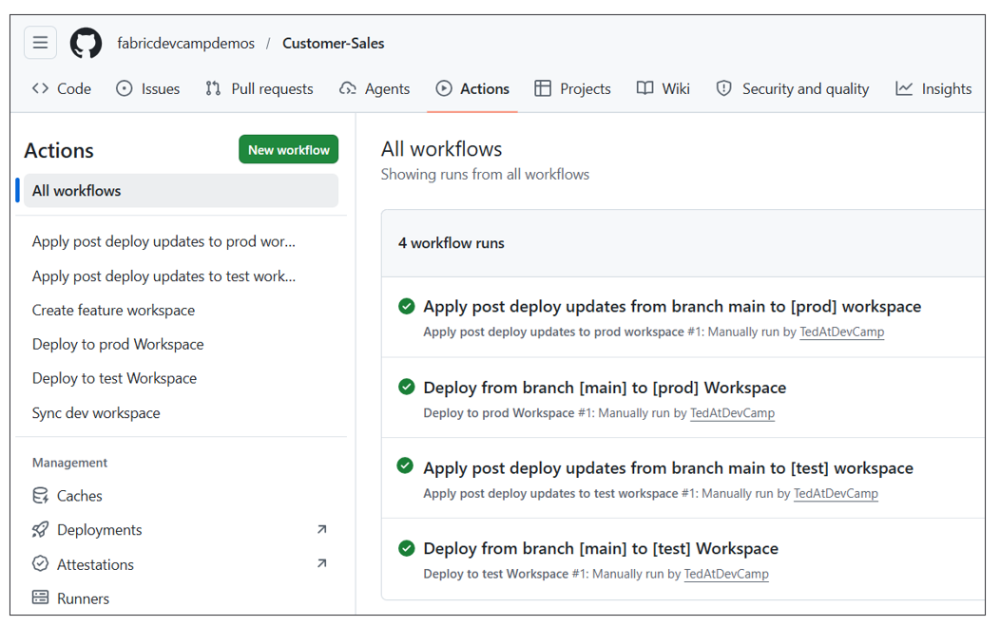 fabricdevcampdemos / Customer-Sales
Code Issues Pull requests Agents Actions Projects Wiki Security and quality Insights
Actions
New workflow
All workflows
Apply post deploy updates to prod wor...
Apply post deploy updates to test work...
Create feature workspace
Deploy to prod Workspace
Deploy to test Workspace
Sync dev workspace
Management
Caches
Deployments
Attestations
Runners
All workflows
Showing runs from all workflows
4 workflow runs
Apply post deploy updates from branch main to [prod] workspace
Apply post deploy updates to prod workspace #1: Manually run by TedAtDevCamp
Deploy from branch [main] to [prod] Workspace
Deploy to prod Workspace #1: Manually run by TedAtDevCamp
Apply post deploy updates from branch main to [test] workspace
Apply post deploy updates to test workspace #1: Manually run by TedAtDevCamp
Deploy from branch [main] to [test] Workspace
Deploy to test Workspace #1: Manually run by TedAtDevCamp